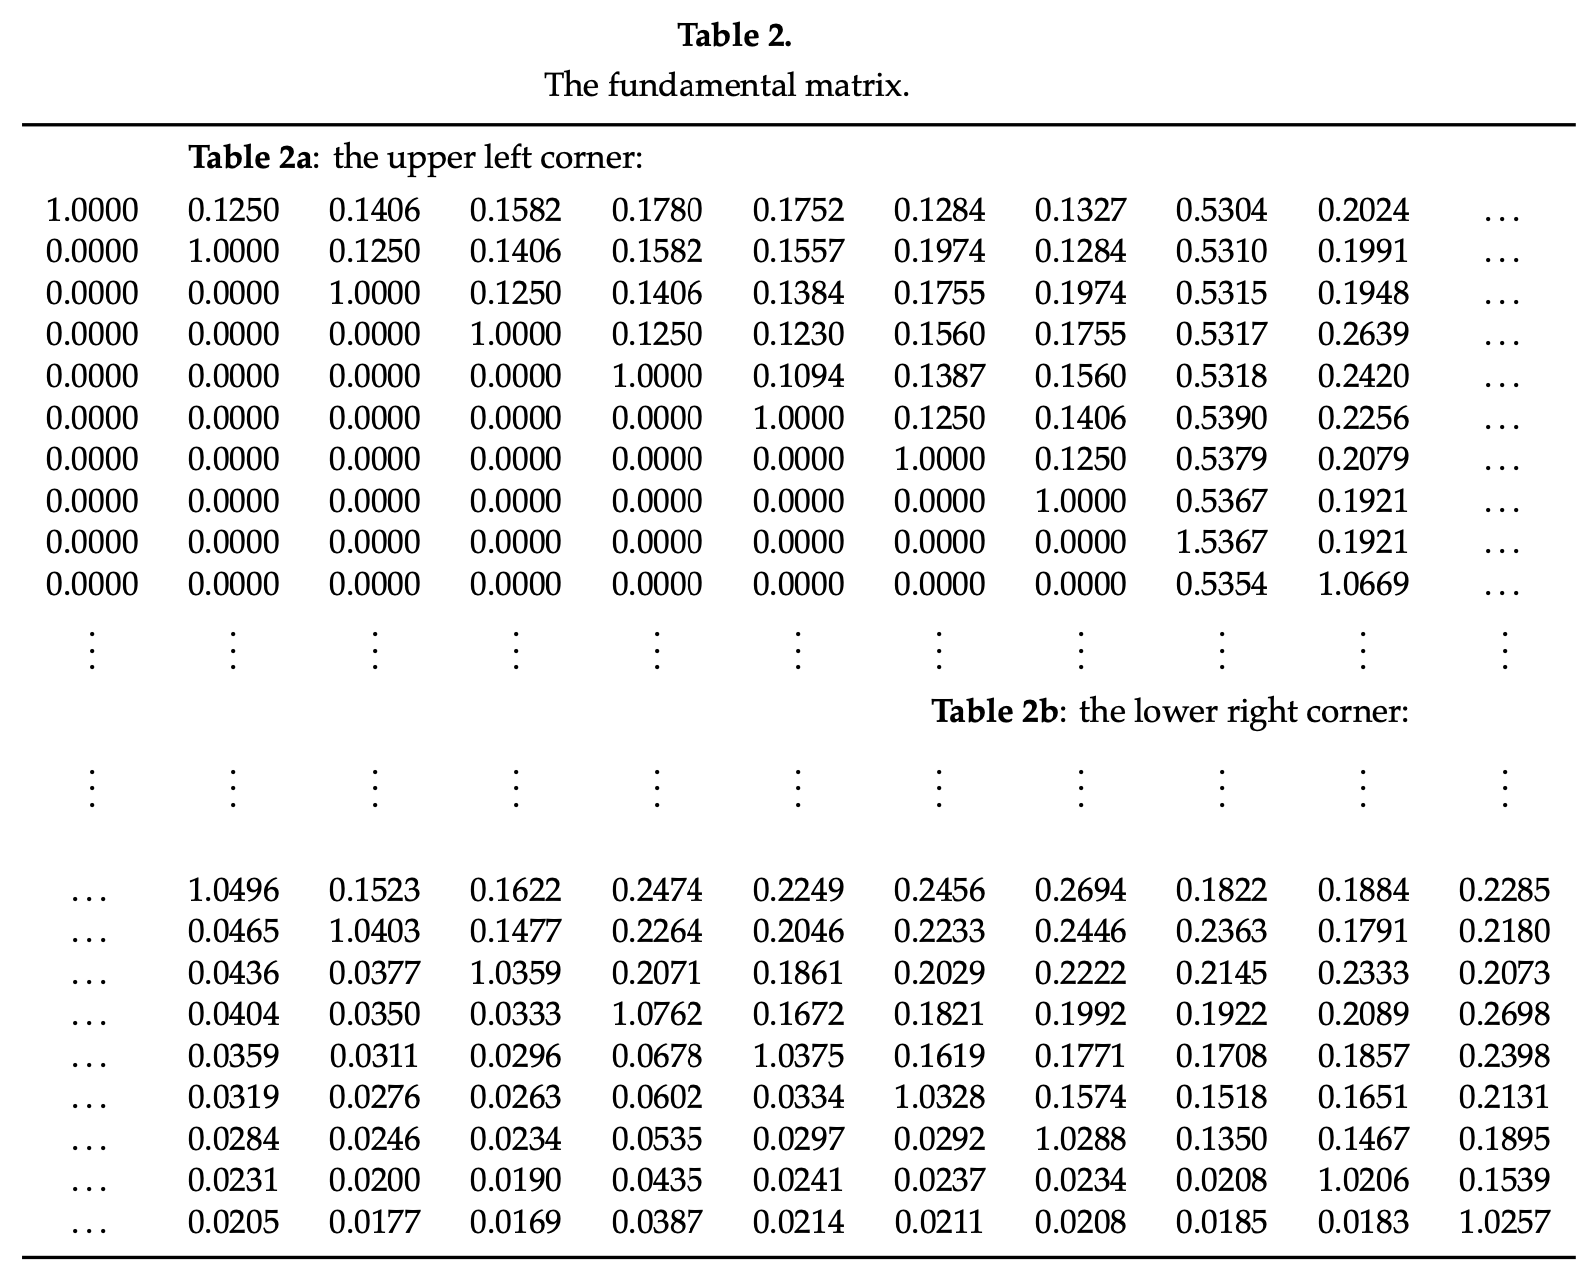 Table 2.
The fundamental matrix.
Table 2a: the upper left corner:
1.0000 0.1250 0.1406 0.1582 0.1780 0.1752 0.1284 0.1327 0.5304 0.2024 ...
0.0000 1.0000 0.1250 0.1406 0.1582 0.1557 0.1974 0.1284 0.5310 0.1991 ...
0.0000 0.0000 1.0000 0.1250 0.1406 0.1384 0.1755 0.1974 0.5315 0.1948 ...
0.0000 0.0000 0.0000 1.0000 0.1250 0.1230 0.1560 0.1755 0.5317 0.2639 ...
0.0000 0.0000 0.0000 0.0000 1.0000 0.1094 0.1387 0.1560 0.5318 0.2420 ...
0.0000 0.0000 0.0000 0.0000 0.0000 1.0000 0.1250 0.1406 0.5390 0.2256 ...
0.0000 0.0000 0.0000 0.0000 0.0000 0.0000 1.0000 0.1250 0.5379 0.2079 ...
0.0000 0.0000 0.0000 0.0000 0.0000 0.0000 0.0000 1.0000 0.5367 0.1921 ...
0.0000 0.0000 0.0000 0.0000 0.0000 0.0000 0.0000 0.0000 1.5367 0.1921 ...
0.0000 0.0000 0.0000 0.0000 0.0000 0.0000 0.0000 0.0000 0.5354 1.0669 ...
⋮ ⋮ ⋮ ⋮ ⋮ ⋮ ⋮ ⋮ ⋮ ⋮ ⋮
Table 2b: the lower right corner:
⋮ ⋮ ⋮ ⋮ ⋮ ⋮ ⋮ ⋮ ⋮ ⋮ ⋮
... 1.0496 0.1523 0.1622 0.2474 0.2249 0.2456 0.2694 0.1822 0.1884 0.2285
... 0.0465 1.0403 0.1477 0.2264 0.2046 0.2233 0.2446 0.2363 0.1791 0.2180
... 0.0436 0.0377 1.0359 0.2071 0.1861 0.2029 0.2222 0.2145 0.2333 0.2073
... 0.0404 0.0350 0.0333 1.0762 0.1672 0.1821 0.1992 0.1922 0.2089 0.2698
... 0.0359 0.0311 0.0296 0.0678 1.0375 0.1619 0.1771 0.1708 0.1857 0.2398
... 0.0319 0.0276 0.0263 0.0602 0.0334 1.0328 0.1574 0.1518 0.1651 0.2131
... 0.0284 0.0246 0.0234 0.0535 0.0297 0.0292 1.0288 0.1350 0.1467 0.1895
... 0.0231 0.0200 0.0190 0.0435 0.0241 0.0237 0.0234 0.0208 1.0206 0.1539
... 0.0205 0.0177 0.0169 0.0387 0.0214 0.0211 0.0208 0.0185 0.0183 1.0257